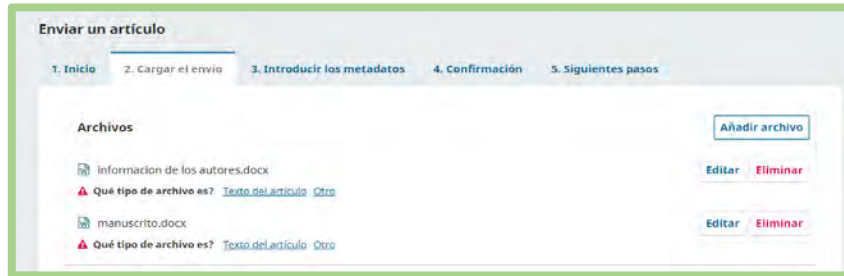 Enviar un artículo
1. Inicio 2. Cargar el envío 3. Introducir los metadatos 4. Confirmación 5. Siguientes pasos
Archivos Añadir archivo
informacion de los autores.docx Editar Eliminar
Qué tipo de archivo es? Texto del artículo Otro
manuscrito.docx Editar Eliminar
Qué tipo de archivo es? Texto del artículo Otro